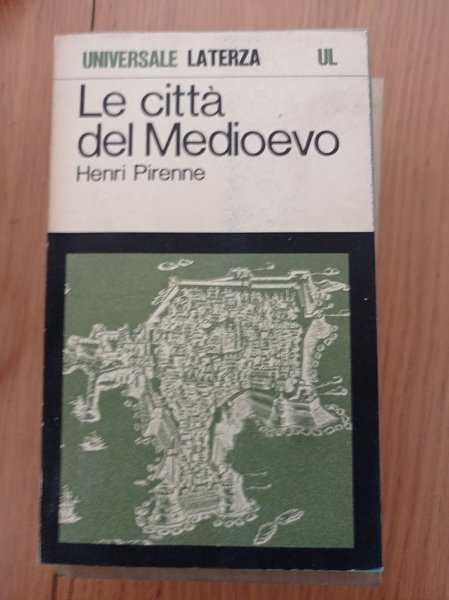 UNIVERSALE LATERZA UL
Le città
del Medioevo
Henri Pirenne